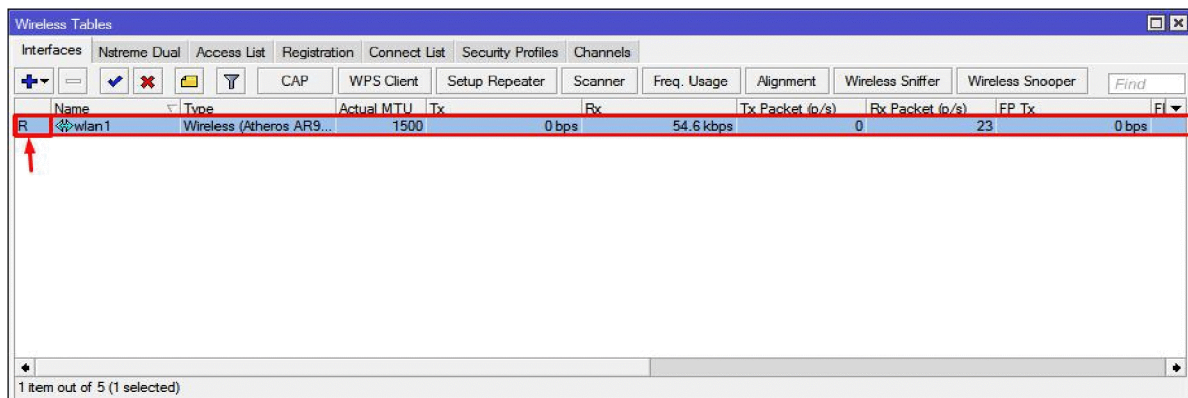 Wireless Tables
Interfaces Nstreme Dual Access List Registration Connect List Security Profiles Channels
CAP WPS Client Setup Repeater Scanner Freq. Usage Alignment Wireless Sniffer Wireless Snooper Find
Name Type Actual MTU Tx Rx Tx Packet (p/s) Rx Packet (p/s) FP Tx
R wlan1 Wireless (Atheros AR9... 1500 0 bps 54.6 kbps 0 23 0 bps
1 item out of 5 (1 selected)